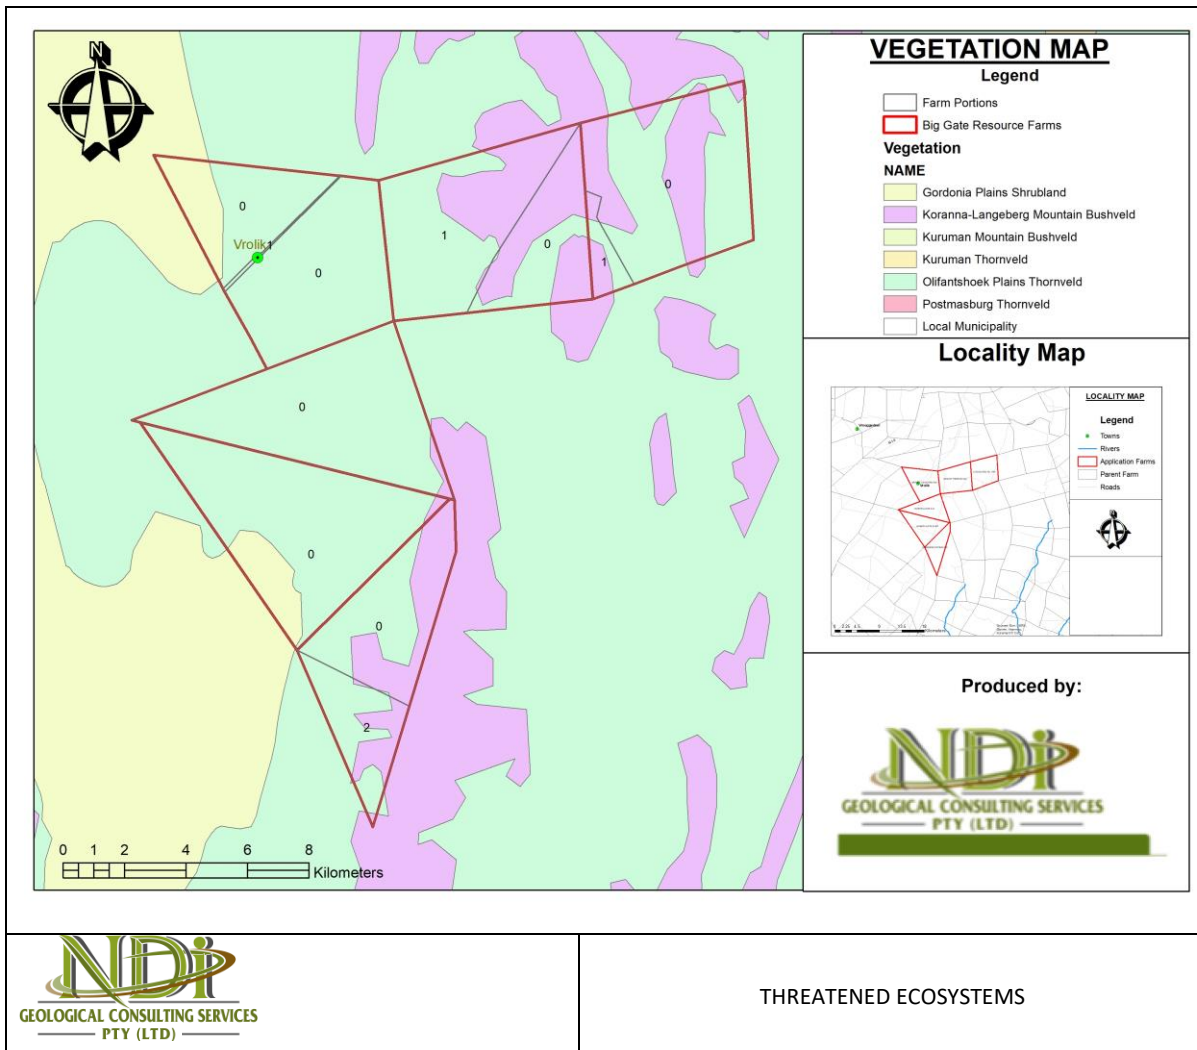 N
VEGETATION MAP
Legend
Farm Portions
Big Gate Resource Farms
Vegetation
NAME
Gordonia Plains Shrubland
Koranna-Langeberg Mountain Bushveld
Kuruman Mountain Bushveld
Kuruman Thornveld
Olifantshoek Plains Thornveld
Postmasburg Thornveld
Local Municipality
0
0
1
0
Vrolik 1
0
1
0
0
0
2
0 1 2 4 6 8
Kilometers
Locality Map
LOCALITY MAP
Legend
Towns
Rivers
Application Farms
Parent Farm
Roads
Produced by:
NDi
GEOLOGICAL CONSULTING SERVICES
PTY (LTD)
NDi
GEOLOGICAL CONSULTING SERVICES
PTY (LTD)
THREATENED ECOSYSTEMS